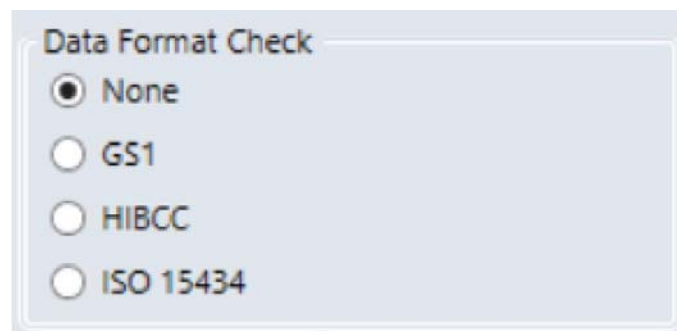 Data Format Check
None
GS1
HIBCC
ISO 15434